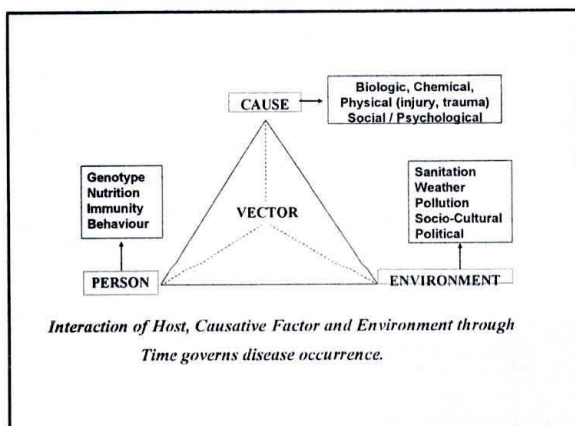 CAUSE
Biologic, Chemical,
Physical (injury, trauma)
Social / Psychological
Genotype
Nutrition
Immunity
Behaviour
VECTOR
Sanitation
Weather
Pollution
Socio-Cultural
Political
PERSON
ENVIRONMENT
Interaction of Host, Causative Factor and Environment through
Time governs disease occurrence.